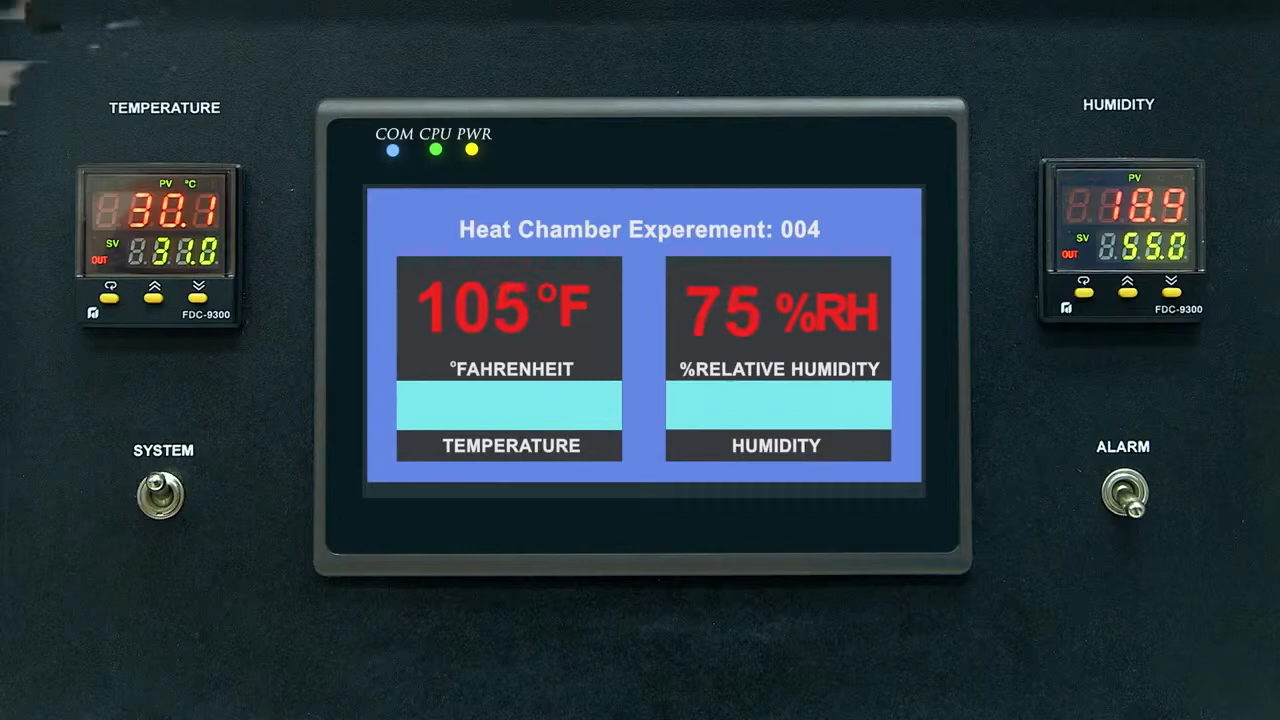 TEMPERATURE
HUMIDITY
COM CPU PWR
PV °C
30.1
SV
31.0
OUT
FDC-9300
PV
18.9
SV
55.0
OUT
FDC-9300
Heat Chamber Experement: 004
105°F
75 %RH
°FAHRENHEIT
%RELATIVE HUMIDITY
TEMPERATURE
HUMIDITY
SYSTEM
ALARM